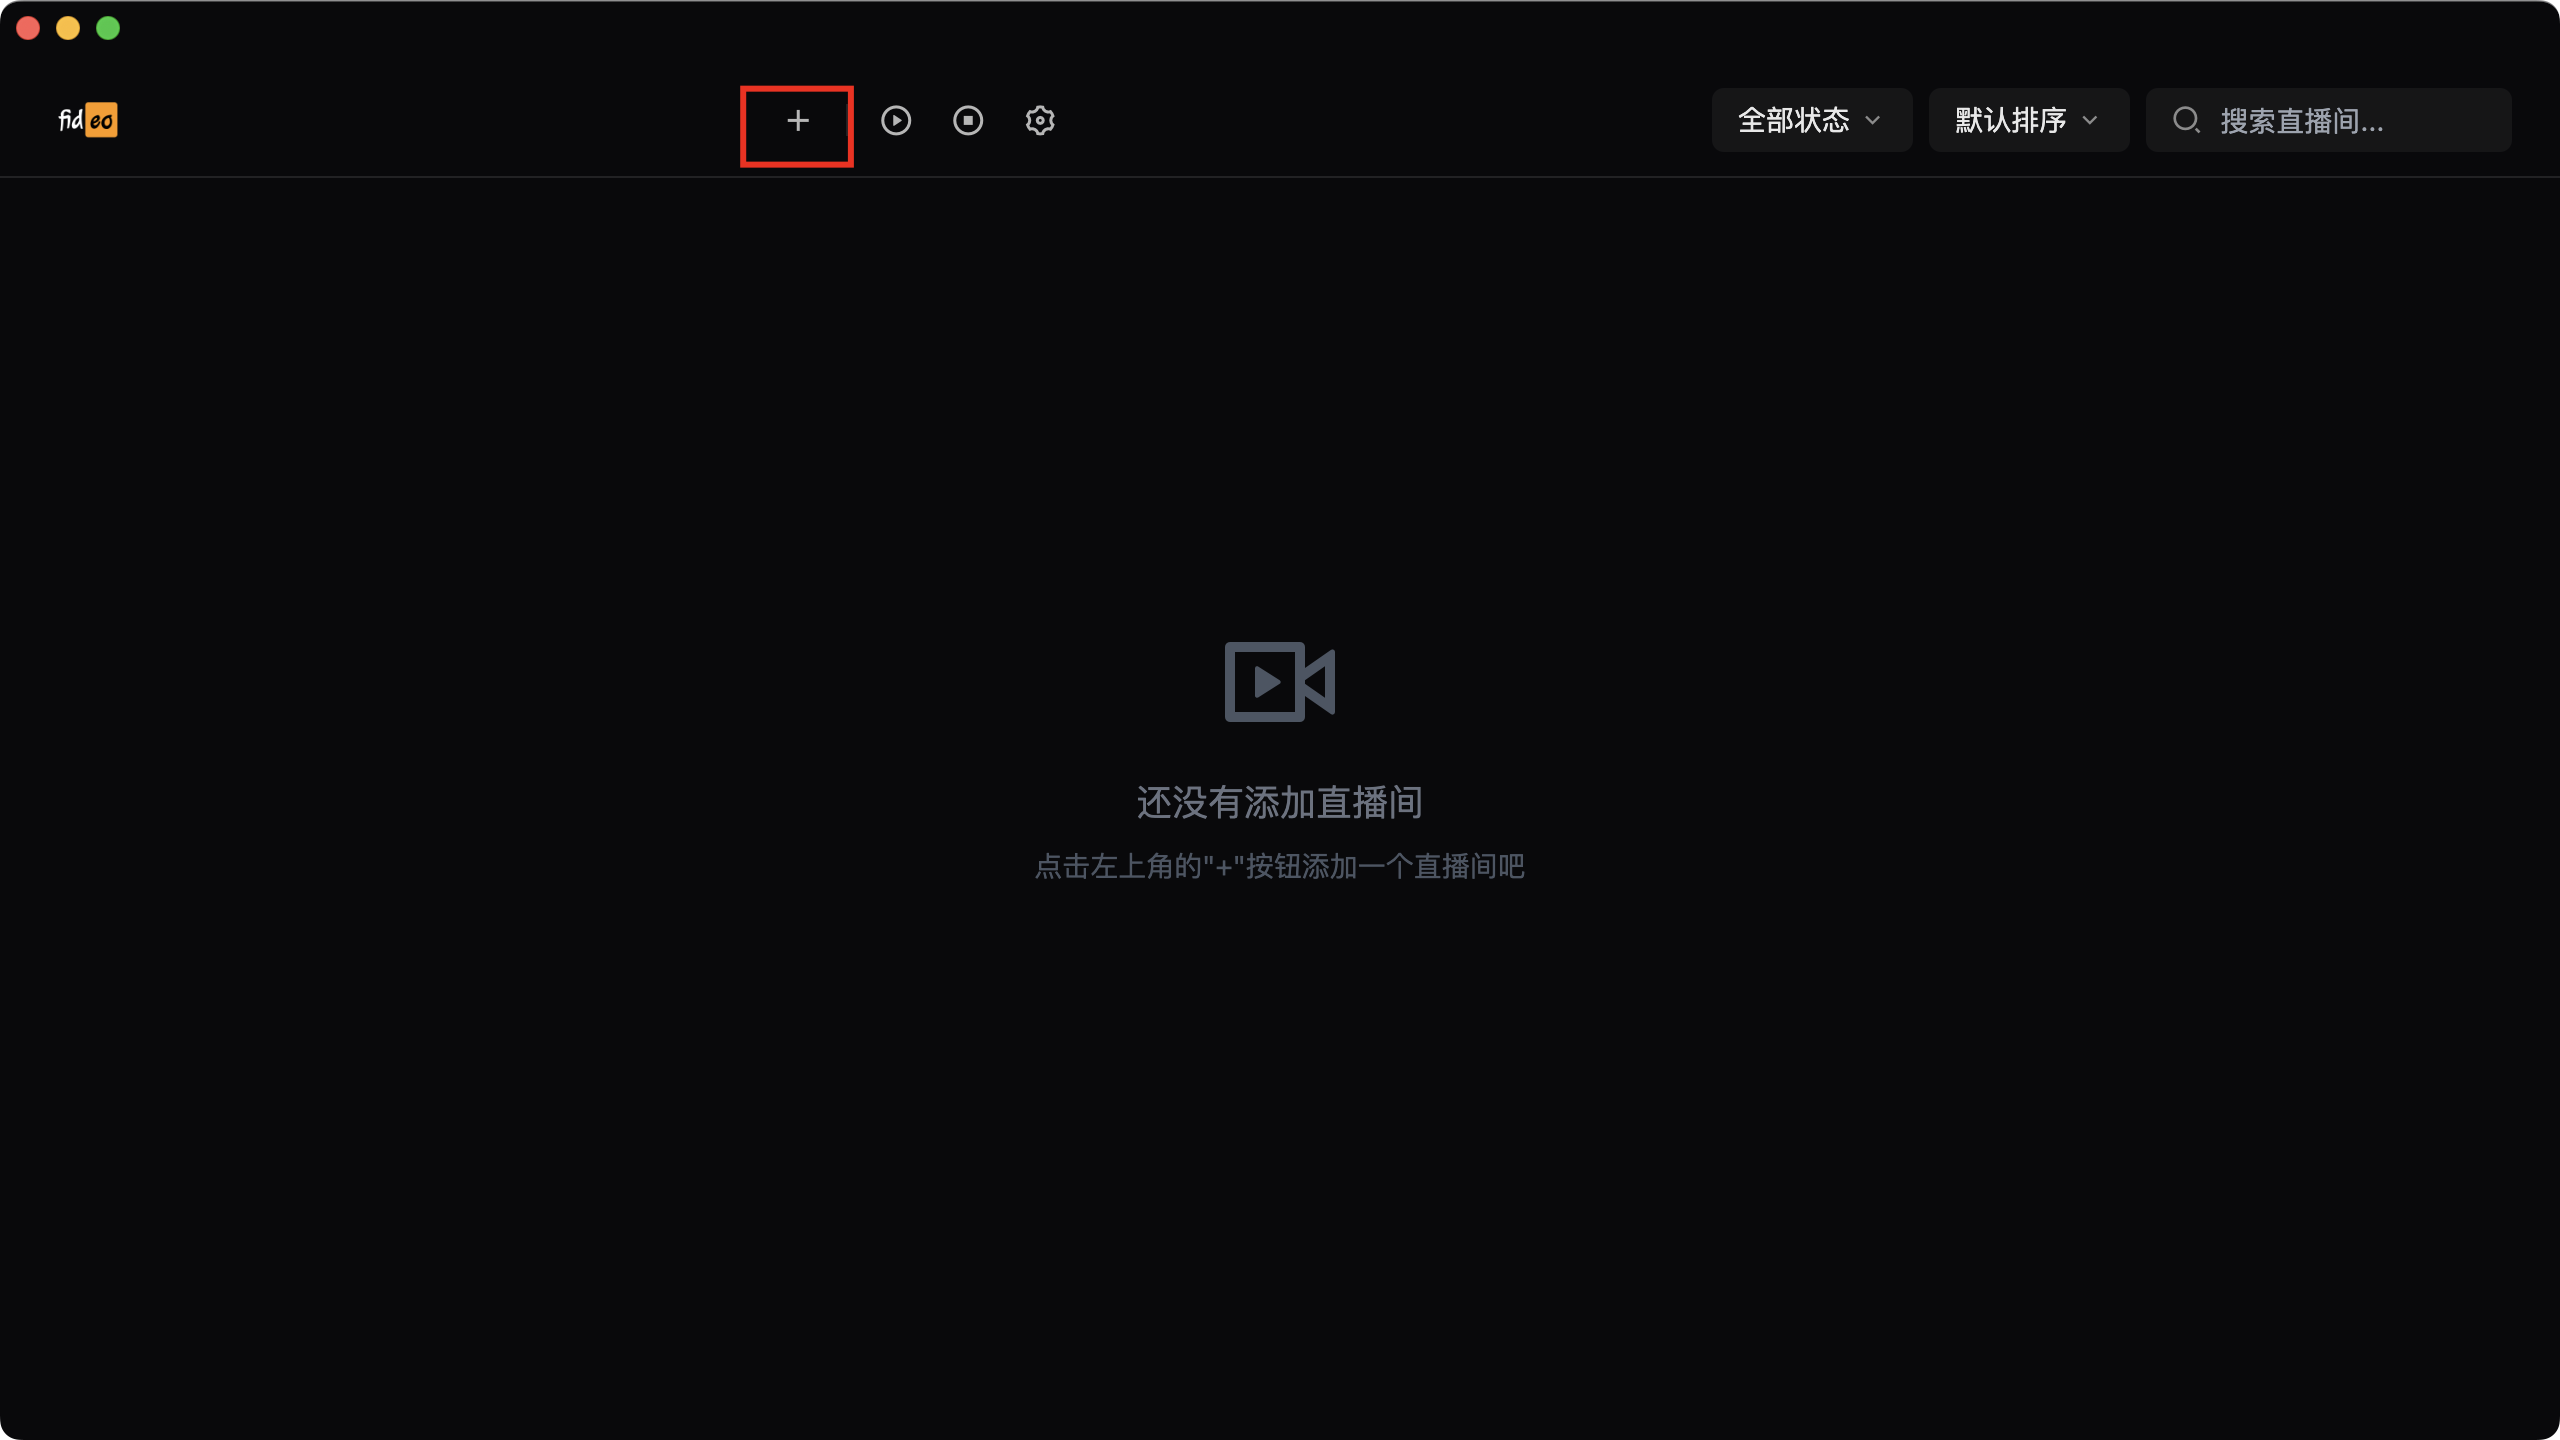 fideo
全部状态
默认排序
搜索直播间...
还没有添加直播间
点击左上角的"+"按钮添加一个直播间吧